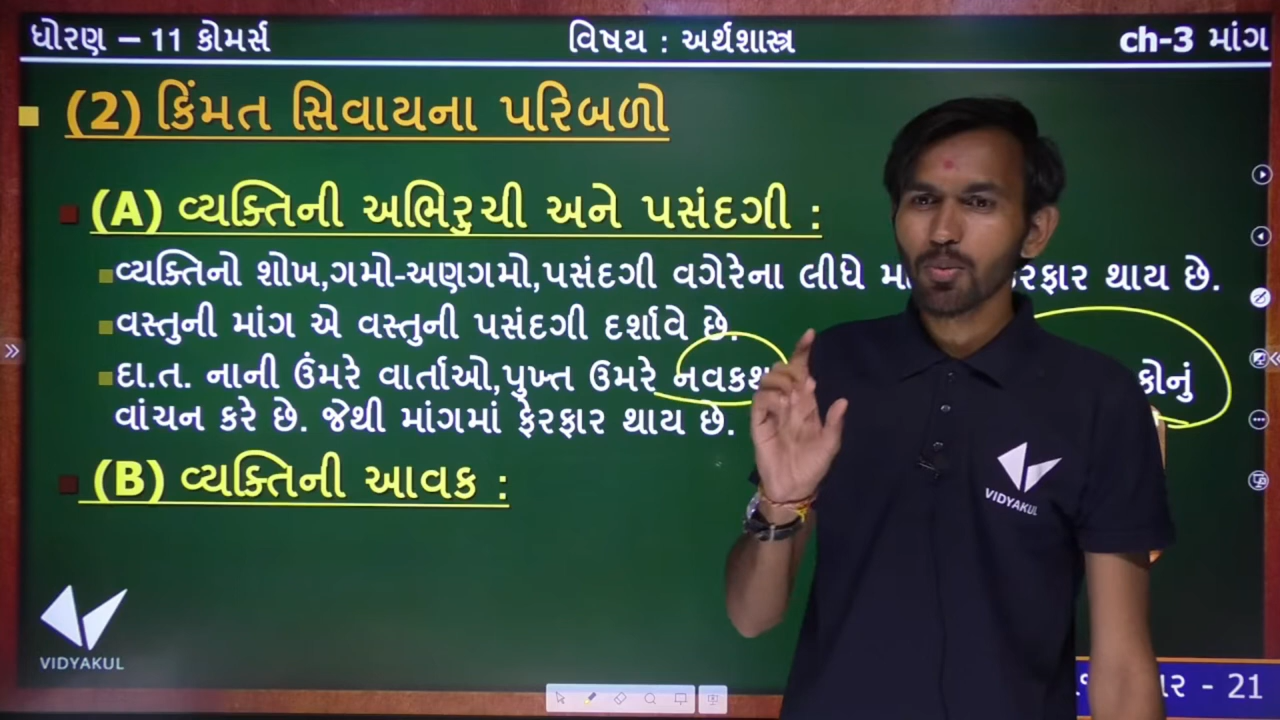 ધોરણ – 11 કોમર્સ
વિષય : અર્થશાસ્ત્ર
ch-3 માંગ
(2) કિંમત સિવાયના પરિબળો
(A) વ્યક્તિની અભિરુચી અને પસંદગી :
વ્યક્તિનો શોખ,ગમો-અણગમો,પસંદગી વગેરેના લીધે થાય છે.
વસ્તુની માંગ એ વસ્તુની પસંદગી દર્શાવે છે.
દા.ત. નાની ઉંમરે વાર્તાઓ,પુખ્ત ઉમરે
વાંચન કરે છે. જેથી માંગમાં ફેરફાર થાય છે.
(B) વ્યક્તિની આવક :
VIDYAKUL
VIDYAKUL
- 21